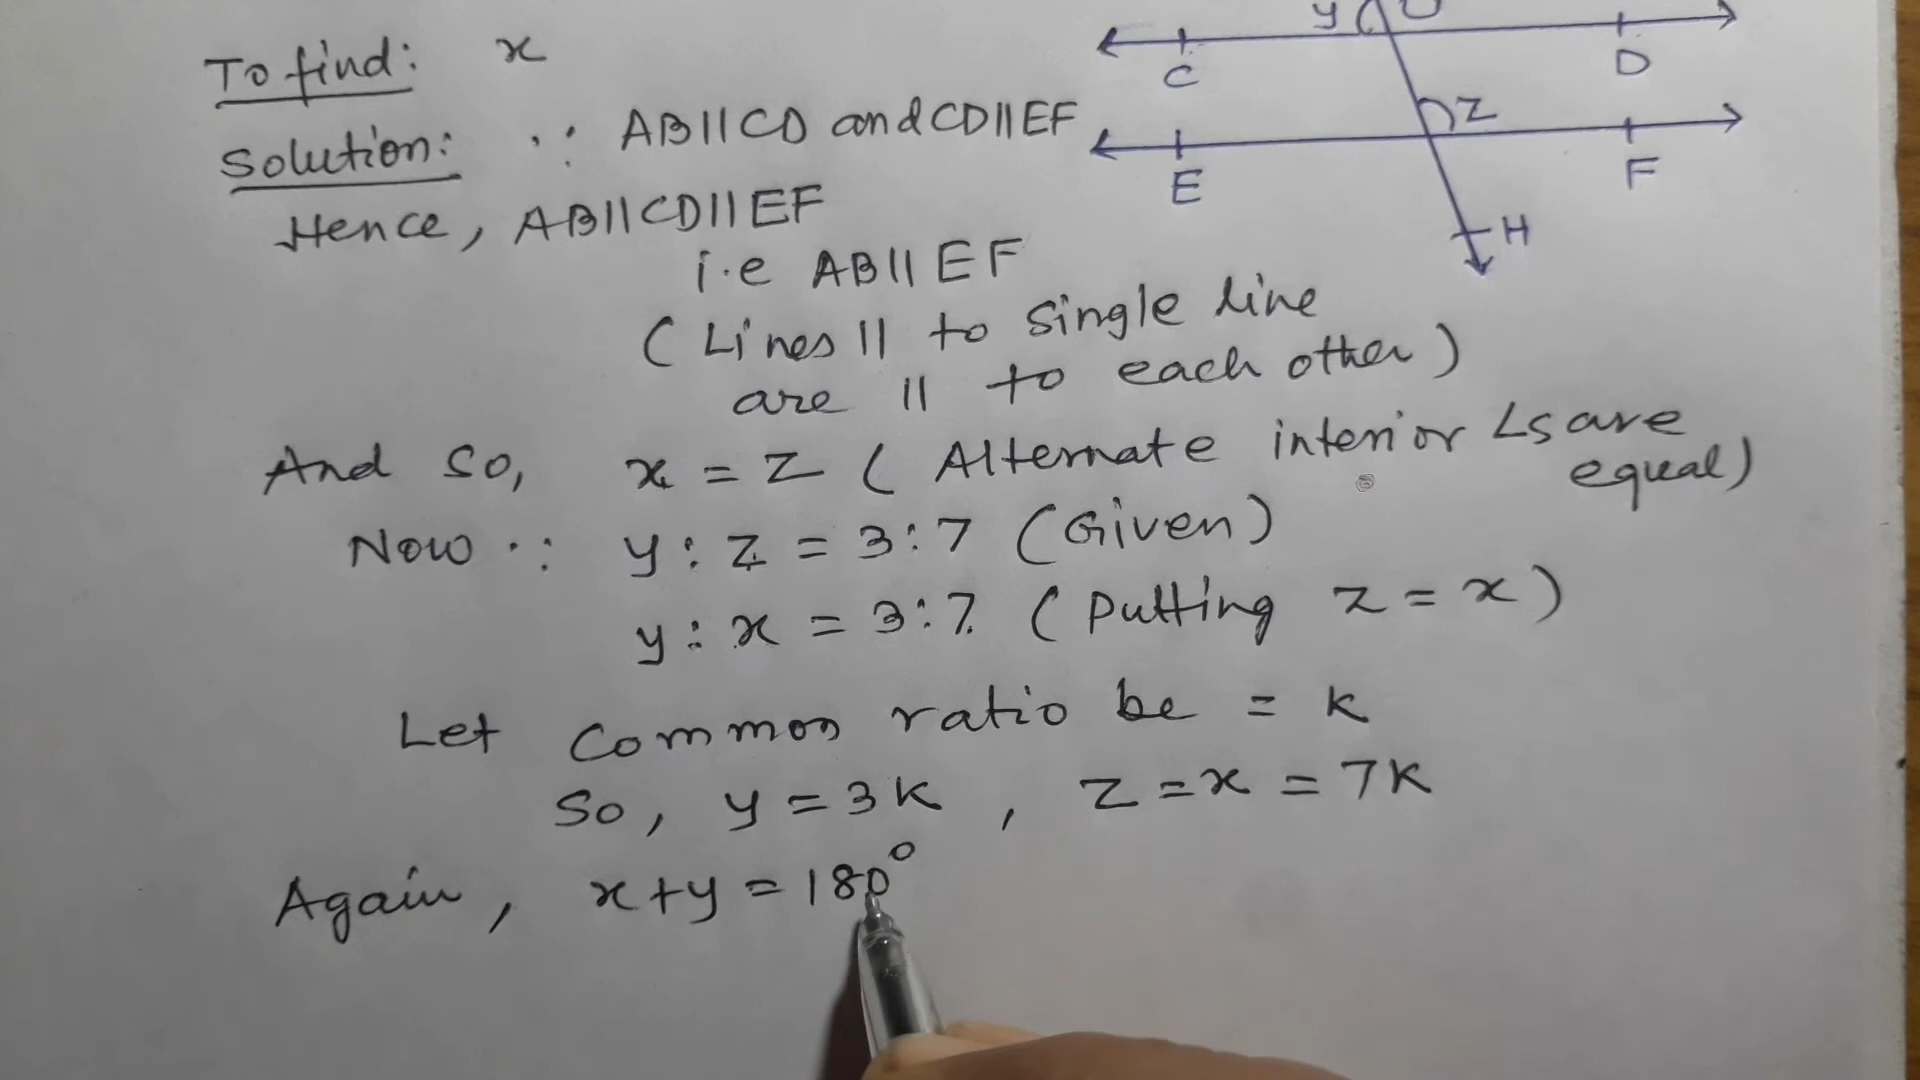 To find: x
Solution: ∵ AB||CD and CD||EF
Hence, AB||CD||EF
i.e AB||EF
(Lines || to single line
are || to each other)
And so, x = z (Alternate interior ∠s are
equal)
Now ∵ y : z = 3:7 (Given)
y : x = 3:7 (Putting z = x)
Let common ratio be = k
So, y = 3k , z = x = 7k
Again, x+y = 180°
y
C
D
z
E
F
H